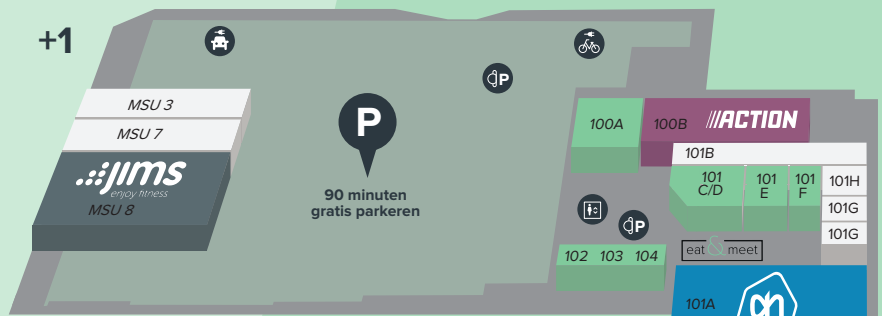 +1
MSU 3
MSU 7
JIMS
enjoy fitness
MSU 8
P
90 minuten
gratis parkeren
P
100A
100B
ACTION
101B
101
C/D
101
E
101
F
101H
101G
101G
P
102 103 104
eat & meet
101A